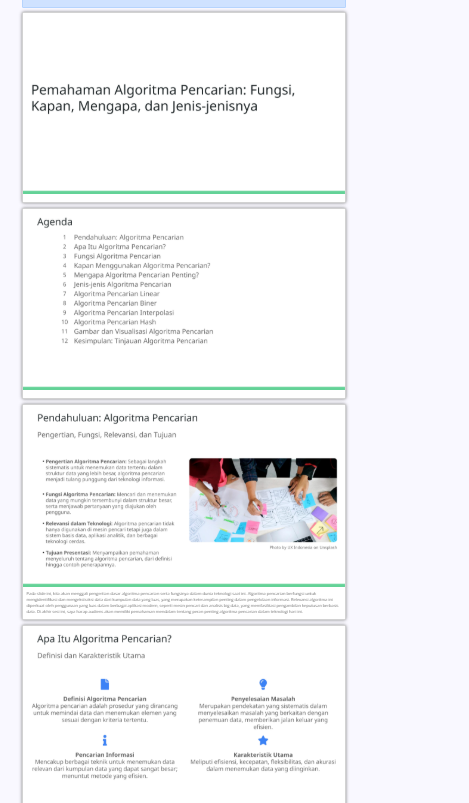 Pemahaman Algoritma Pencarian: Fungsi,
Kapan, Mengapa, dan Jenis-jenisnya
Agenda
1 Pendahuluan: Algoritma Pencarian
2 Apa Itu Algoritma Pencarian?
3 Fungsi Algoritma Pencarian
4 Kapan Menggunakan Algoritma Pencarian?
5 Mengapa Algoritma Pencarian Penting?
6 Jenis-jenis Algoritma Pencarian
7 Algoritma Pencarian Linear
8 Algoritma Pencarian Biner
9 Algoritma Pencarian Interpolasi
10 Algoritma Pencarian Hash
11 Gambar dan Visualisasi Algoritma Pencarian
12 Kesimpulan: Tinjauan Algoritma Pencarian
Pendahuluan: Algoritma Pencarian
Pengertian, Fungsi, Relevansi, dan Tujuan
• Pengertian Algoritma Pencarian: Sebagai langkah
sistematis untuk menemukan data tertentu dalam
struktur data yang lebih besar, algoritma pencarian
menjadi tulang punggung dari teknologi informasi.
• Fungsi Algoritma Pencarian: Mencari dan menemukan
data yang mungkin tersembunyi dalam struktur besar,
serta menjawab pertanyaan yang diajukan oleh
pengguna.
• Relevansi dalam Teknologi: Algoritma pencarian tidak
hanya digunakan di mesin pencari tetapi juga dalam
sistem basis data, aplikasi analitik, dan berbagai
teknologi cerdas.
• Tujuan Presentasi: Menyampaikan pemahaman
menyeluruh tentang algoritma pencarian, dari definisi
hingga contoh penerapannya.
Photo by UX Indonesia on Unsplash
Apa Itu Algoritma Pencarian?
Definisi dan Karakteristik Utama
Definisi Algoritma Pencarian
Algoritma pencarian adalah prosedur yang dirancang
untuk memindai data dan menemukan elemen yang
sesuai dengan kriteria tertentu.
Penyelesaian Masalah
Merupakan pendekatan yang sistematis dalam
menyelesaikan masalah yang berkaitan dengan
penemuan data, memberikan jalan keluar yang
efisien.
Pencarian Informasi
Mencakup berbagai teknik untuk menemukan data
relevan dari kumpulan data yang dapat sangat besar;
menuntut metode yang efisien.
Karakteristik Utama
Meliputi efisiensi, kecepatan, fleksibilitas, dan akurasi
dalam menemukan data yang diinginkan.